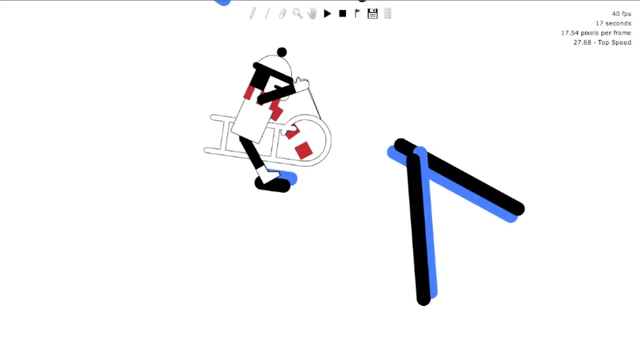 40 fps
17 seconds
17.54 pixels per frame
27.68 - Top Speed